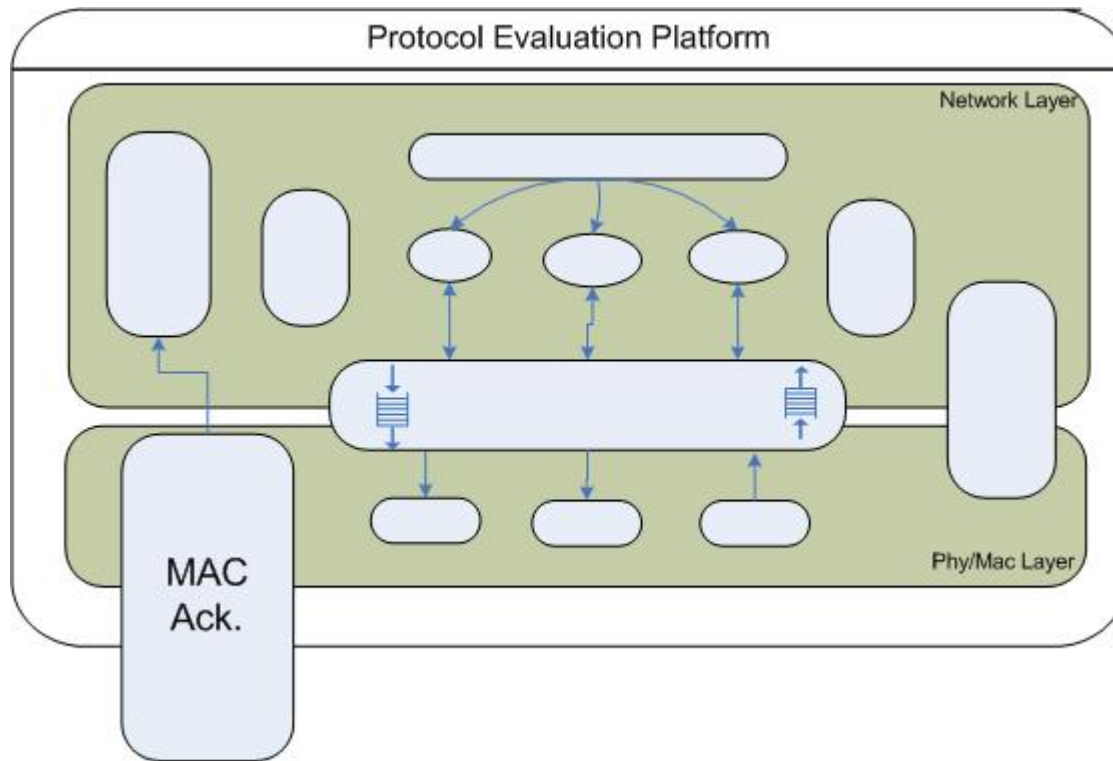 Protocol Evaluation Platform
Network Layer
MAC
Ack.
Phy/Mac Layer